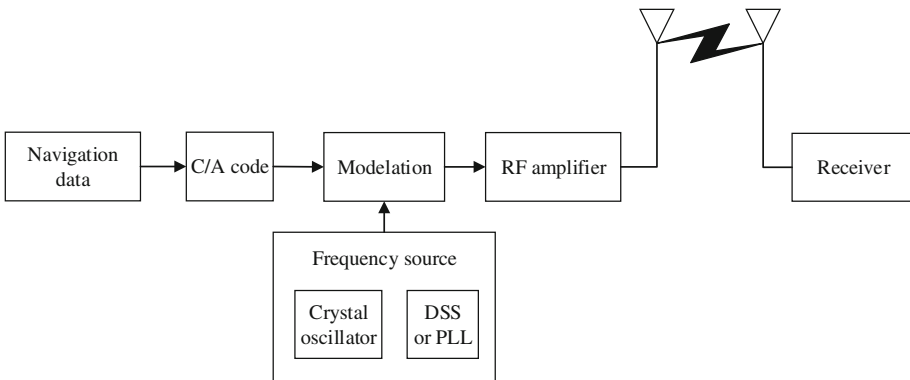 Navigation
data
C/A code
Modelation
RF amplifier
Receiver
Frequency source
Crystal
oscillator
DSS
or PLL